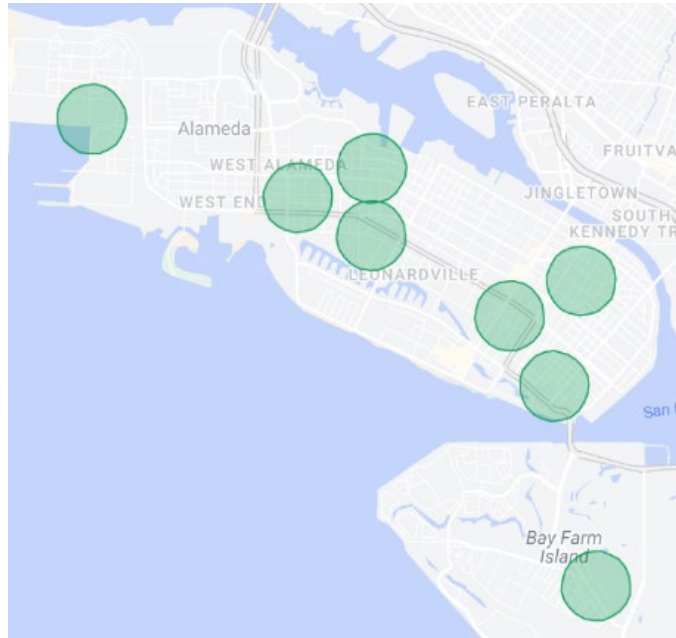 EAST PERALTA
Alameda
FRUITVA
WEST ALAMEDA
JINGLETOWN
WEST END
SOUTH
KENNEDY TR
LEONARDVILLE
San
Bay Farm
Island